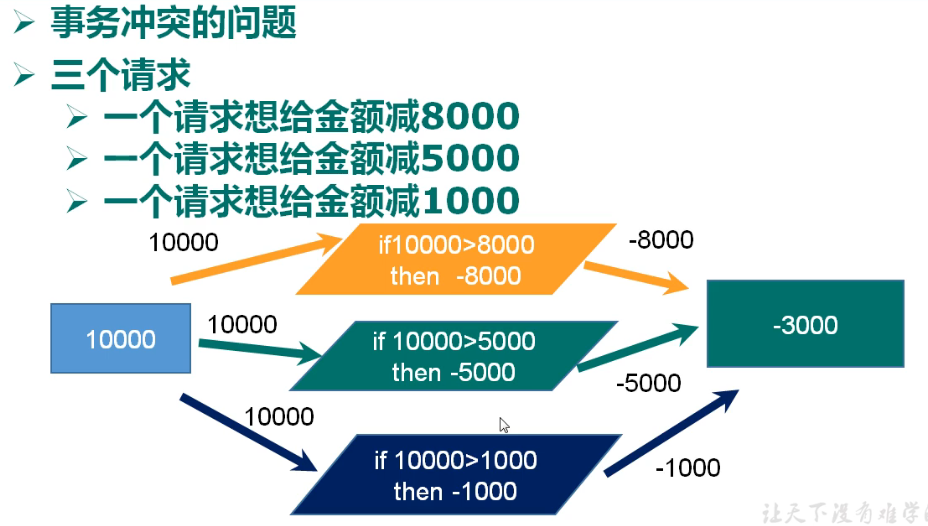 事务冲突的问题
三个请求
一个请求想给金额减8000
一个请求想给金额减5000
一个请求想给金额减1000
10000
if10000>8000
then -8000
-8000
10000
10000
if 10000>5000
then -5000
-5000
-3000
10000
if 10000>1000
then -1000
-1000
让天下没有难学